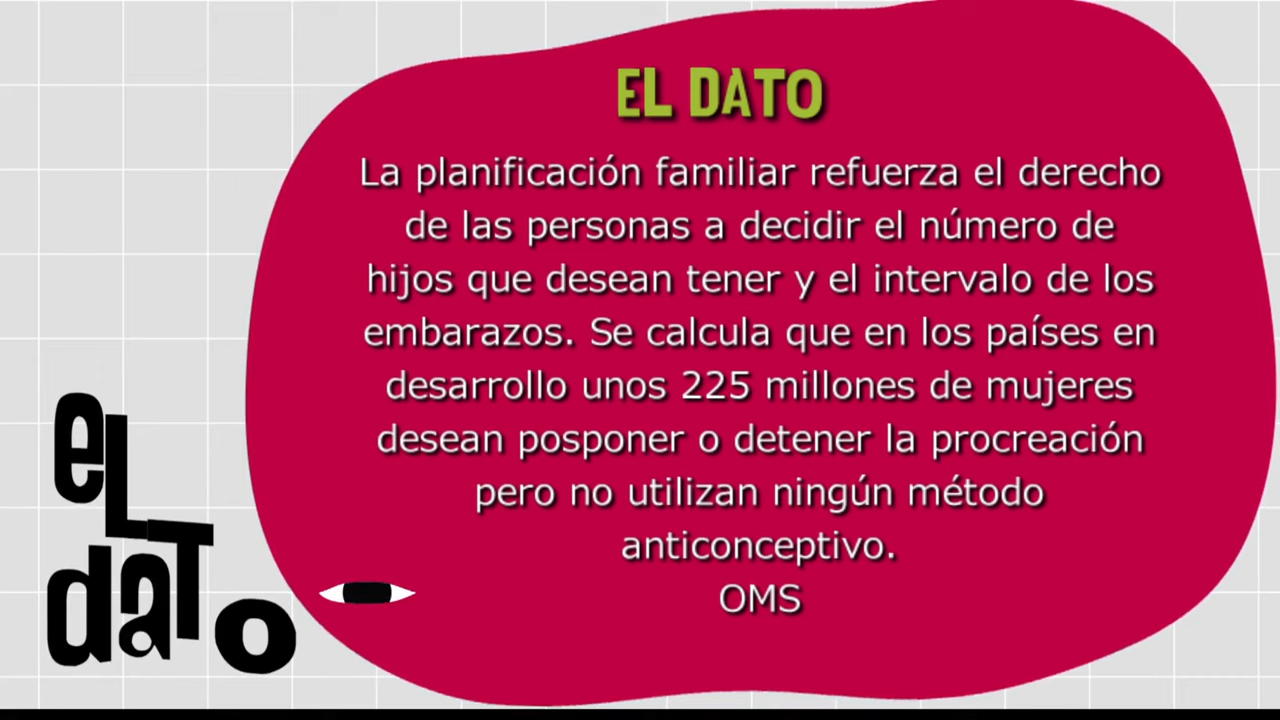 EL DATO
La planificación familiar refuerza el derecho
de las personas a decidir el número de
hijos que desean tener y el intervalo de los
embarazos. Se calcula que en los países en
desarrollo unos 225 millones de mujeres
desean posponer o detener la procreación
pero no utilizan ningún método
anticonceptivo.
OMS
eL
daTo